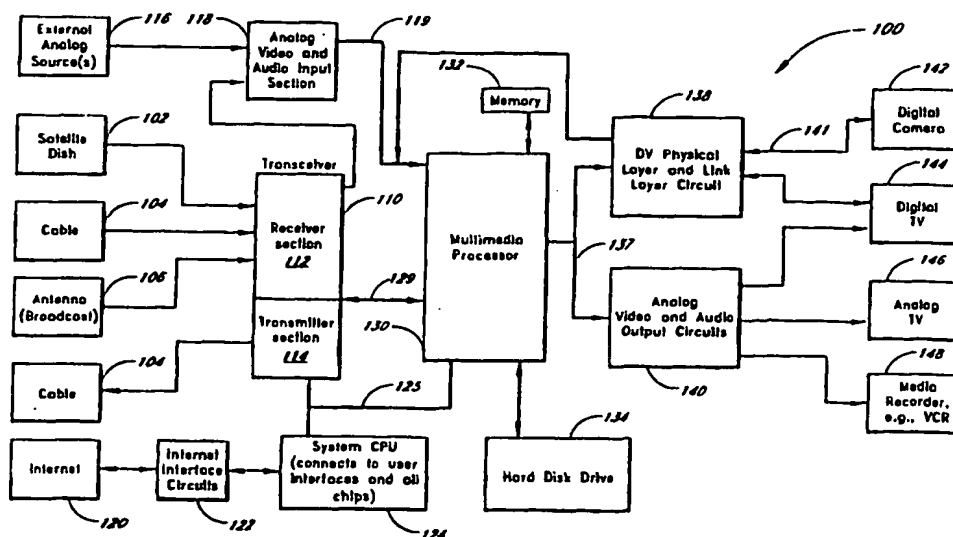 116
118
119
External
Analog
Source(s)
Analog
Video and
Audio Input
Section
132
Memory
138
100
142
Digital
Camera
Satellite
Dish
102
Transceiver
110
DV Physical
Layer and Link
Layer Circuit
141
144
Digital
TV
Cable
104
Receiver
section
112
Multimedia
Processor
137
106
Antenna
(Broadcast)
129
Analog
Video and Audio
Output Circuits
146
Analog
TV
Transmitter
section
114
130
104
Cable
125
140
148
Media
Recorder,
e.g., VCR
134
Hard Disk Drive
Internet
Internet
Interface
Circuits
System CPU
(connects to user
interfaces and all
chips)
120
122
124